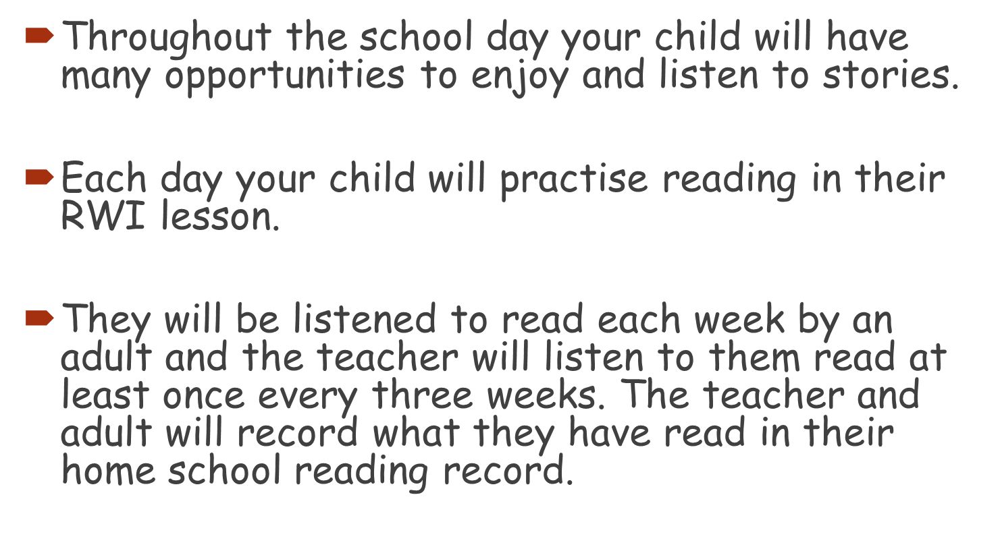 Throughout the school day your child will have
many opportunities to enjoy and listen to stories.
Each day your child will practise reading in their
RWI lesson.
They will be listened to read each week by an
adult and the teacher will listen to them read at
least once every three weeks. The teacher and
adult will record what they have read in their
home school reading record.